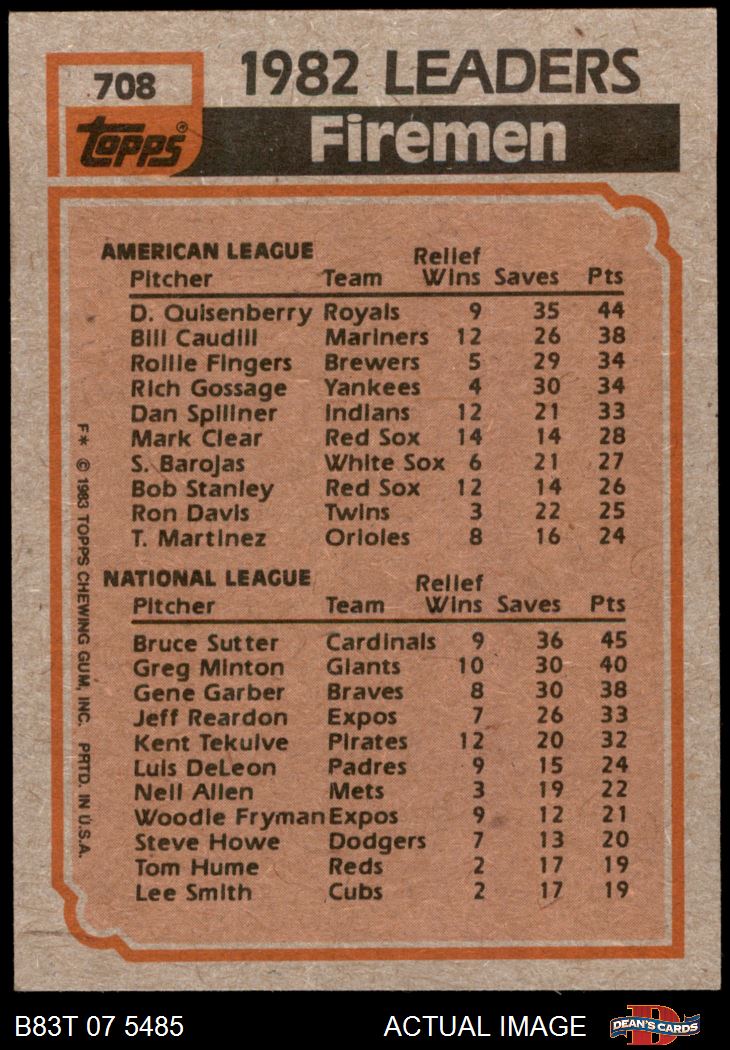 708
1982 LEADERS
Topps®
Firemen
AMERICAN LEAGUE Relief
Pitcher Team Wins Saves Pts
D. Quisenberry Royals 9 35 44
Bill Caudill Mariners 12 26 38
Rollie Fingers Brewers 5 29 34
Rich Gossage Yankees 4 30 34
Dan Spillner Indians 12 21 33
Mark Clear Red Sox 14 14 28
S. Barojas White Sox 6 21 27
Bob Stanley Red Sox 12 14 26
Ron Davis Twins 3 22 25
T. Martinez Orioles 8 16 24
NATIONAL LEAGUE Relief
Pitcher Team Wins Saves Pts
Bruce Sutter Cardinals 9 36 45
Greg Minton Giants 10 30 40
Gene Garber Braves 8 30 38
Jeff Reardon Expos 7 26 33
Kent Tekulve Pirates 12 20 32
Luis DeLeon Padres 9 15 24
Neil Allen Mets 3 19 22
Woodie Fryman Expos 9 12 21
Steve Howe Dodgers 7 13 20
Tom Hume Reds 2 17 19
Lee Smith Cubs 2 17 19
F* © 1983 TOPPS CHEWING GUM, INC. PRTD. IN U.S.A.
B83T 07 5485 ACTUAL IMAGE
D
DEAN'S CARDS